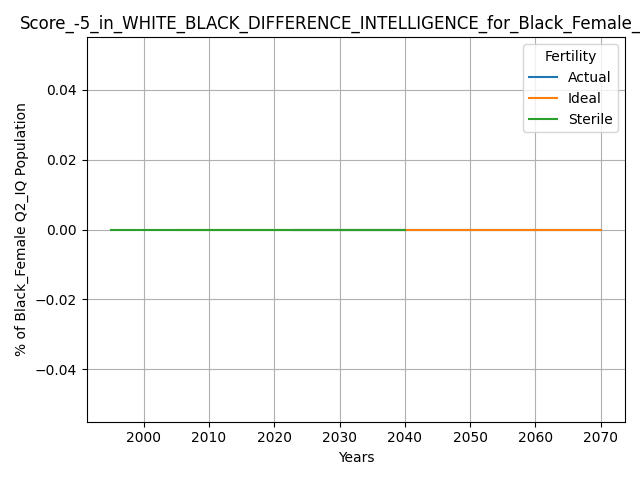 Score_-5_in_WHITE_BLACK_DIFFERENCE_INTELLIGENCE_for_Black_Female_
Fertility
Actual
Ideal
Sterile
% of Black_Female Q2_IQ Population
0.04
0.02
0.00
−0.02
−0.04
2000 2010 2020 2030 2040 2050 2060 2070
Years